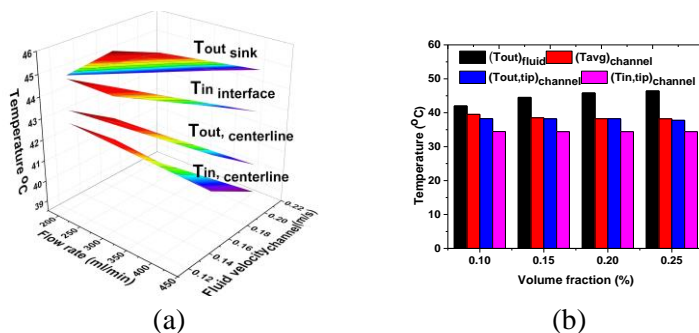 46
45
44
43
42
41
40
39
Temperature °C
Tout sink
Tin interface
Tout, centerline
Tin, centerline
200
250
300
350
400
450
Flow rate (ml/min)
0.12
0.14
0.16
0.18
0.20
0.22
Fluid velocity channel(m/s)
(a)
60
50
40
30
20
10
0
Temperature (°C)
(Tout)fluid (Tavg)channel
(Tout,tip)channel (Tin,tip)channel
0.10 0.15 0.20 0.25
Volume fraction (%)
(b)